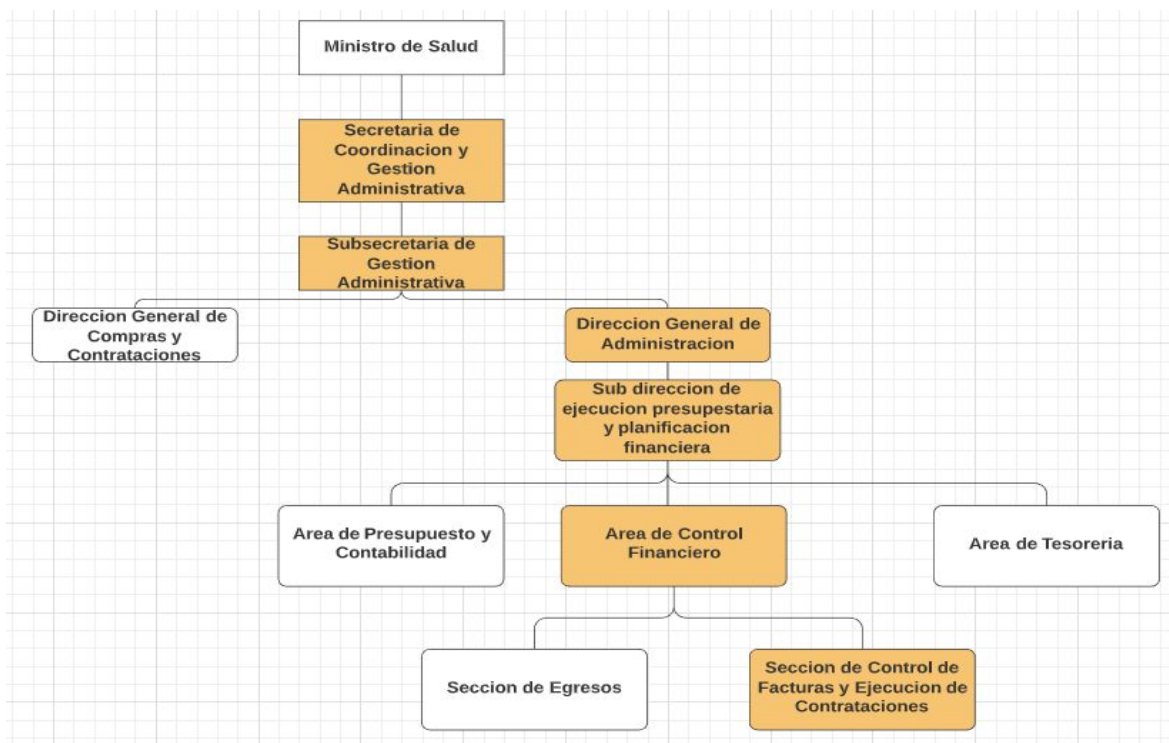 Ministro de Salud
Secretaria de
Coordinacion y
Gestion
Administrativa
Subsecretaria de
Gestion
Administrativa
Direccion General de
Compras y
Contrataciones
Direccion General de
Administracion
Sub direccion de
ejecucion presupestaria
y planificacion
financiera
Area de Presupuesto y
Contabilidad
Area de Control
Financiero
Area de Tesoreria
Seccion de Egresos
Seccion de Control de
Facturas y Ejecucion de
Contrataciones